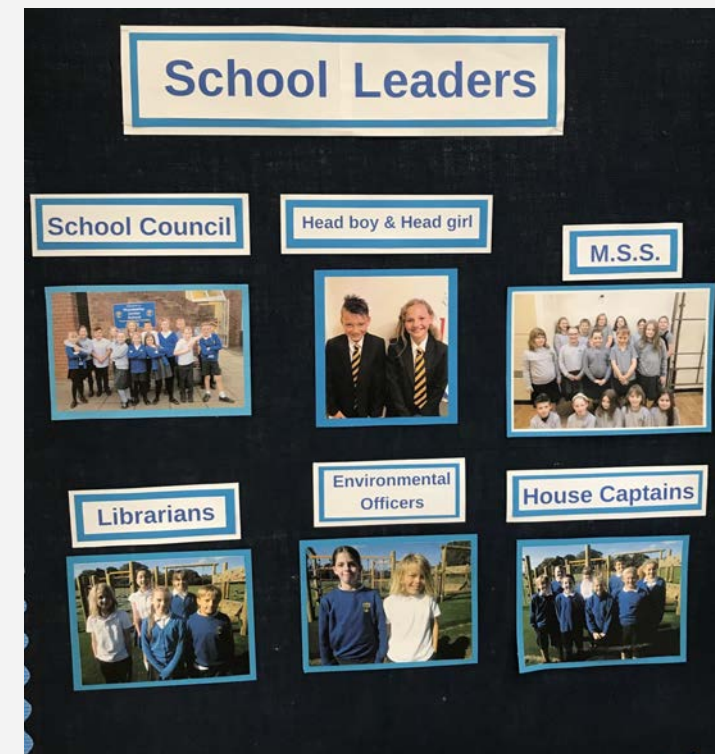 School Leaders
School Council
Head boy & Head girl
M.S.S.
Librarians
Environmental
Officers
House Captains